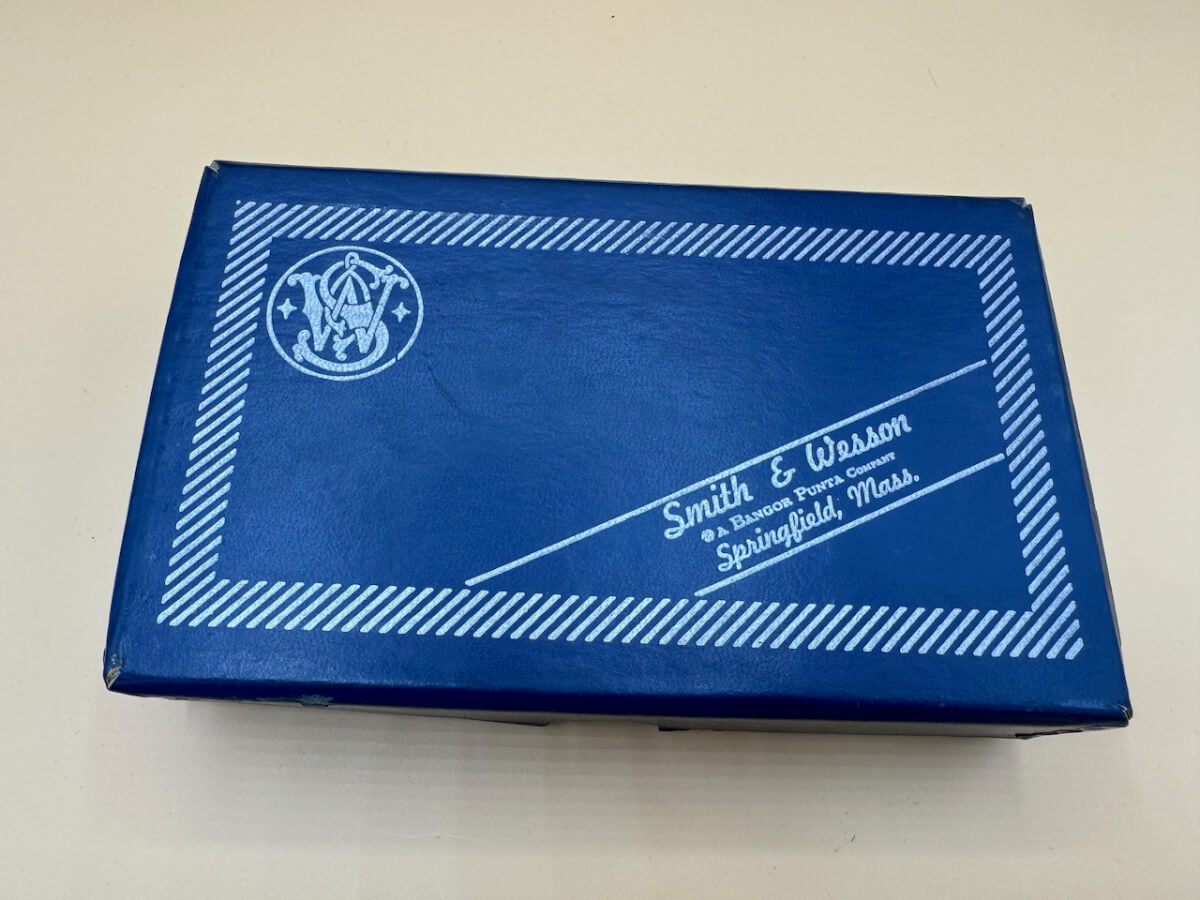 S&W
Smith & Wesson
A BANGOR PUNTA COMPANY
Springfield, Mass.